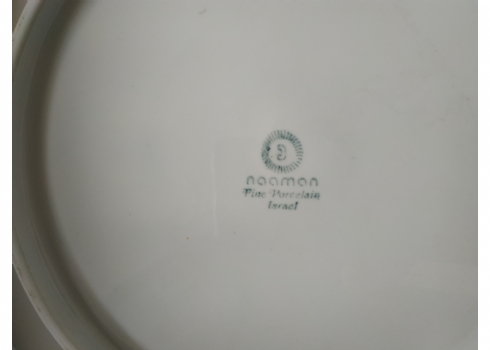 naaman
Fine Porcelain
Israel